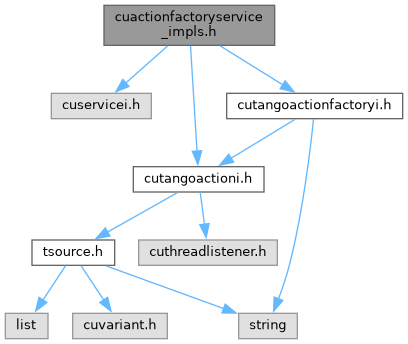 cuactionfactoryservice
_impls.h
cuservicei.h
cutangoactionfactoryi.h
cutangoactioni.h
tsource.h
cuthreadlistener.h
list
cuvariant.h
string